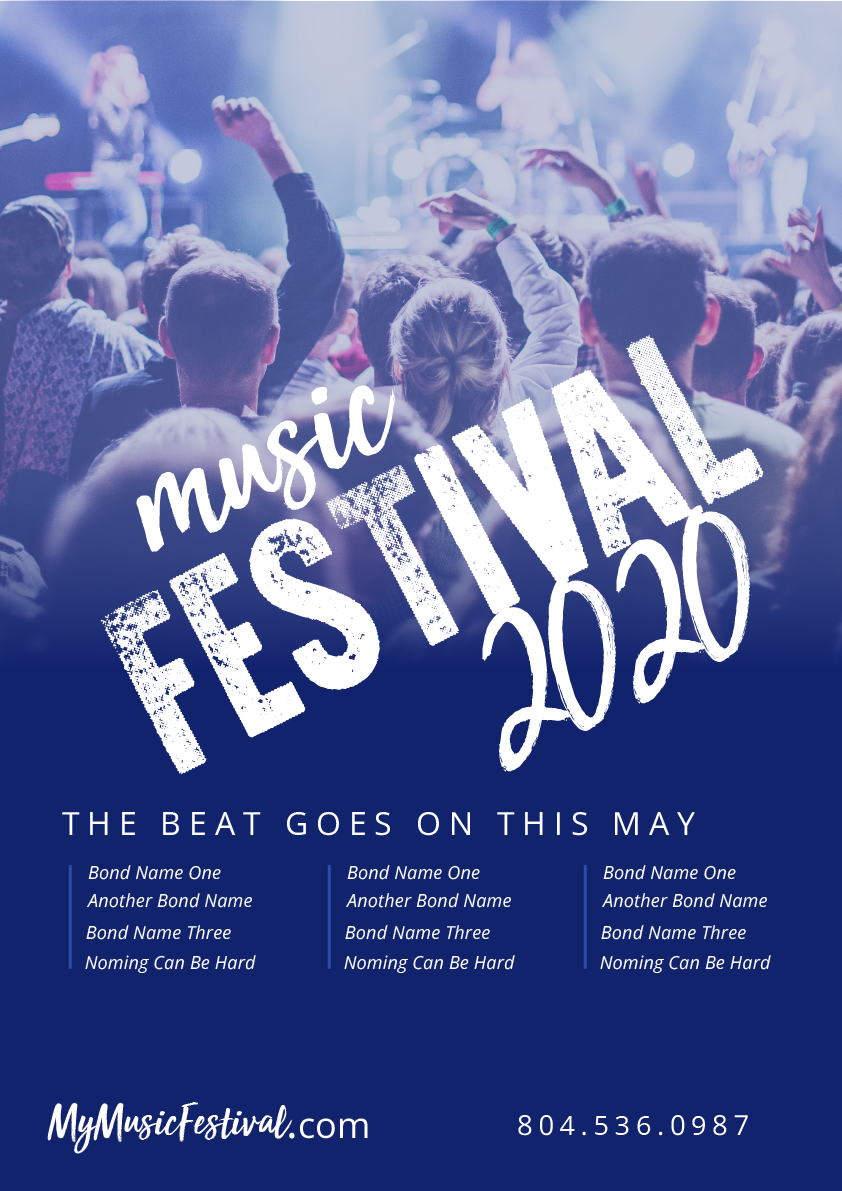 music
FESTIVAL
2020
THE BEAT GOES ON THIS MAY
Bond Name One
Another Bond Name
Bond Name Three
Noming Can Be Hard
Bond Name One
Another Bond Name
Bond Name Three
Noming Can Be Hard
Bond Name One
Another Bond Name
Bond Name Three
Noming Can Be Hard
MyMusicFestival.com
804.536.0987